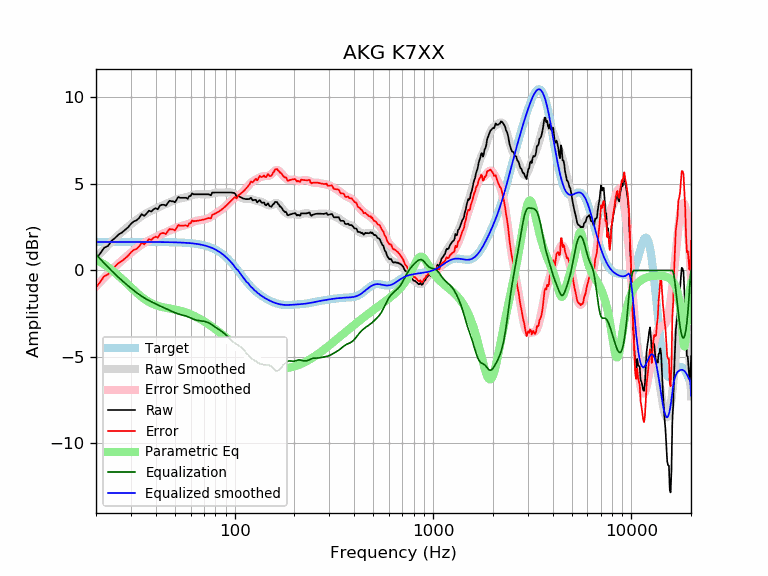 AKG K7XX
10
5
0
−5
−10
Amplitude (dBr)
Target
Raw Smoothed
Error Smoothed
Raw
Error
Parametric Eq
Equalization
Equalized smoothed
100
1000
10000
Frequency (Hz)